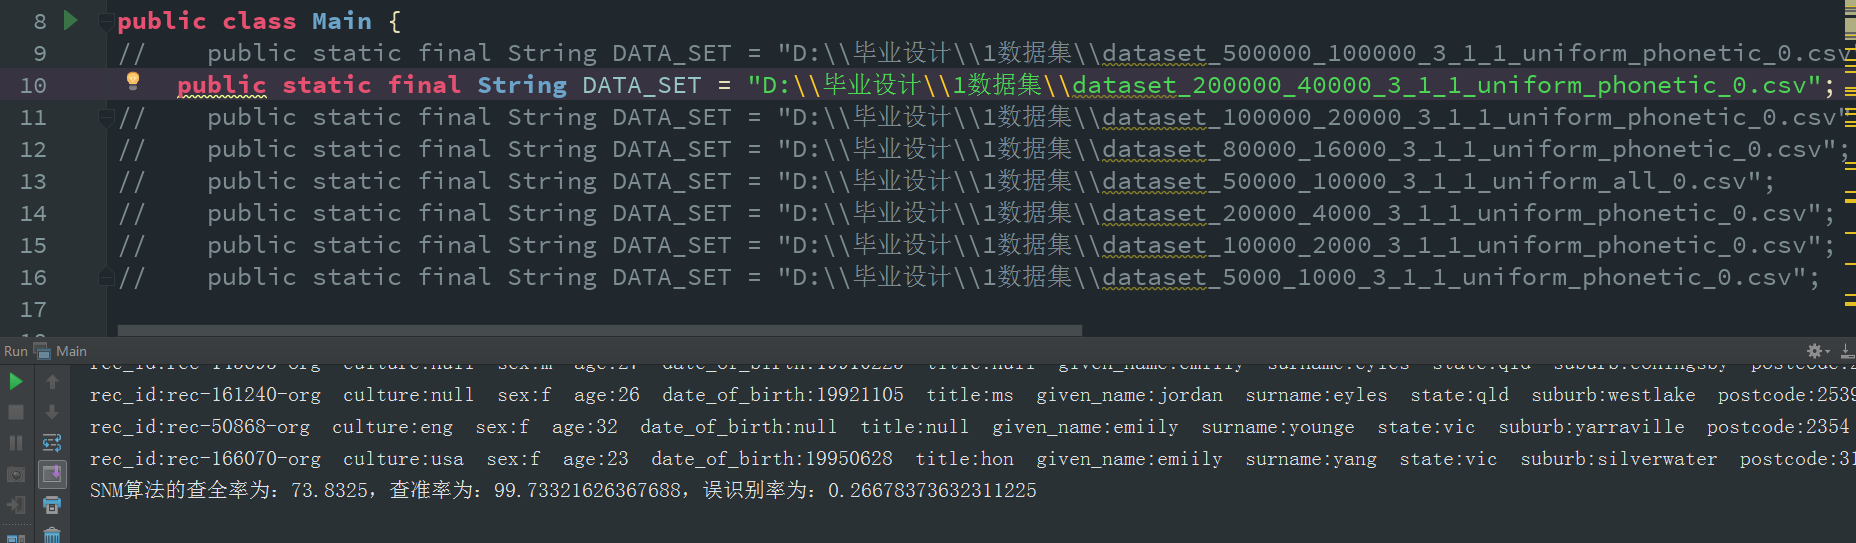 8 public class Main {
9 //    public static final String DATA_SET = "D:\\毕业设计\\1数据集\\dataset_500000_100000_3_1_1_uniform_phonetic_0.csv"
10     public static final String DATA_SET = "D:\\毕业设计\\1数据集\\dataset_200000_40000_3_1_1_uniform_phonetic_0.csv";
11 //    public static final String DATA_SET = "D:\\毕业设计\\1数据集\\dataset_100000_20000_3_1_1_uniform_phonetic_0.csv"
12 //    public static final String DATA_SET = "D:\\毕业设计\\1数据集\\dataset_80000_16000_3_1_1_uniform_phonetic_0.csv";
13 //    public static final String DATA_SET = "D:\\毕业设计\\1数据集\\dataset_50000_10000_3_1_1_uniform_all_0.csv";
14 //    public static final String DATA_SET = "D:\\毕业设计\\1数据集\\dataset_20000_4000_3_1_1_uniform_phonetic_0.csv";
15 //    public static final String DATA_SET = "D:\\毕业设计\\1数据集\\dataset_10000_2000_3_1_1_uniform_phonetic_0.csv";
16 //    public static final String DATA_SET = "D:\\毕业设计\\1数据集\\dataset_5000_1000_3_1_1_uniform_phonetic_0.csv";
17
Run Main
culture:null sex:m title:null
rec_id:rec-161240-org culture:null sex:f age:26 date_of_birth:19921105 title:ms given_name:jordan surname:eyles state:qld suburb:westlake postcode:2539
rec_id:rec-50868-org culture:eng sex:f age:32 date_of_birth:null title:null given_name:emiily surname:younge state:vic suburb:yarraville postcode:2354
rec_id:rec-166070-org culture:usa sex:f age:23 date_of_birth:19950628 title:hon given_name:emiily surname:yang state:vic suburb:silverwater postcode:31
SNM算法的查全率为: 73.8325, 查准率为: 99.73321626367688, 误识别率为: 0.26678373632311225